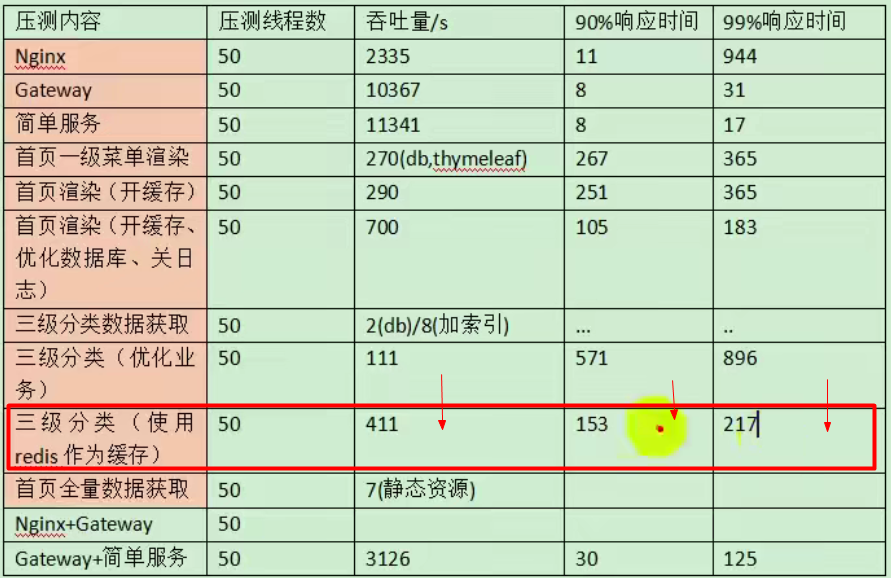 压测内容 压测线程数 吞吐量/s 90%响应时间 99%响应时间
Nginx 50 2335 11 944
Gateway 50 10367 8 31
简单服务 50 11341 8 17
首页一级菜单渲染 50 270(db,thymeleaf) 267 365
首页渲染（开缓存） 50 290 251 365
首页渲染（开缓存、 50 700 105 183
优化数据库、关日
志）
三级分类数据获取 50 2(db)/8(加索引) ... ..
三级分类（优化业 50 111 571 896
务）
三级分类（使用 50 411 153 217
redis 作为缓存）
首页全量数据获取 50 7(静态资源)
Nginx+Gateway 50
Gateway+简单服务 50 3126 30 125